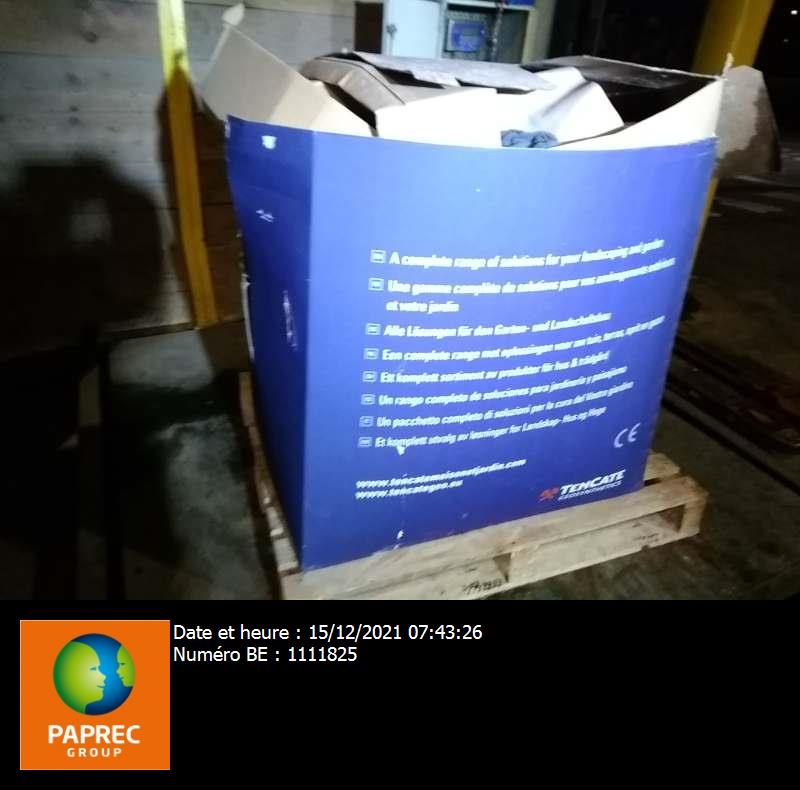 A complete range of solutions for your landscaping and garden
Une gamme complète de solutions pour vos aménagements extérieurs
et votre jardin
Alle Lösungen für den Garten- und Landschaftsbau
Een complete range met oplossingen voor uw tuin, terras, oprit en
Ett komplett sortiment av produkter för hus & trädgård
Un rango completo de soluciones para jardinería y paisajismo
Un pacchetto completo di soluzioni per la cura del Vostro giardino
Et komplett utvalg av løsninger for Landskap- Hus og Hage
CE
www.tencatemaisonetjardin.com
www.tencategeo.eu
TENCATE
GEOSYNTHETICS
Date et heure : 15/12/2021 07:43:26
Numéro BE : 1111825
PAPREC
GROUP